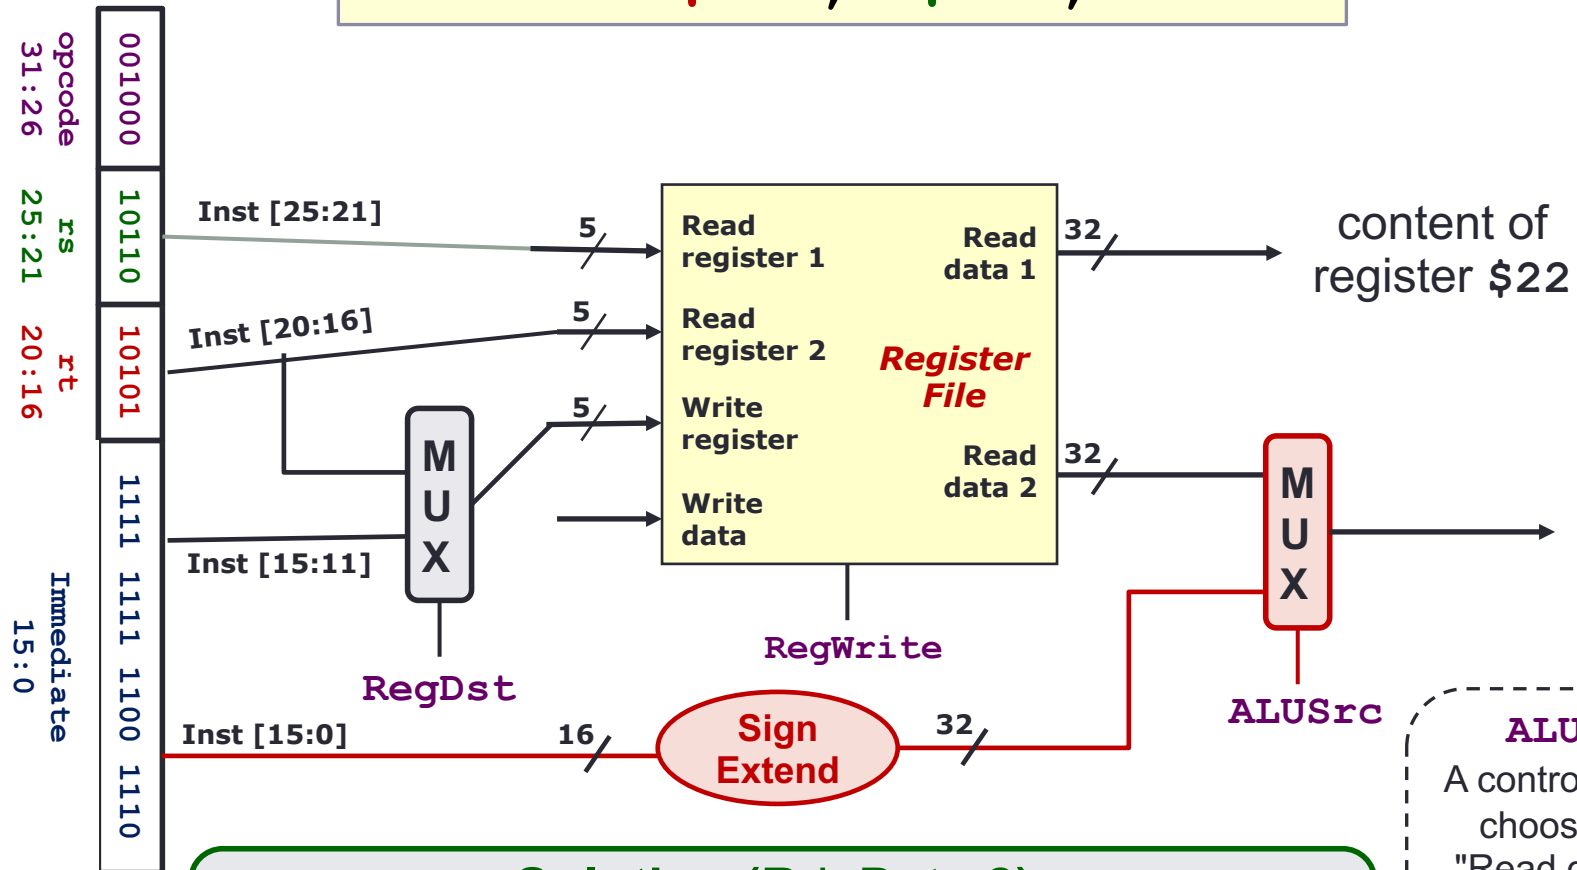 opcode
31:26
001000
rs
25:21
10110
rt
20:16
10101
Immediate
15:0
1111 1111 1100 1110
Inst [25:21]
5
Inst [20:16]
5
5
Inst [15:11]
M
U
X
RegDst
Read
register 1
Read
register 2
Write
register
Write
data
Register
File
Read
data 1
Read
data 2
RegWrite
32
content of
register $22
32
M
U
X
ALUSrc
Inst [15:0]
16
Sign
Extend
32
ALU
A contro
choos
"Read